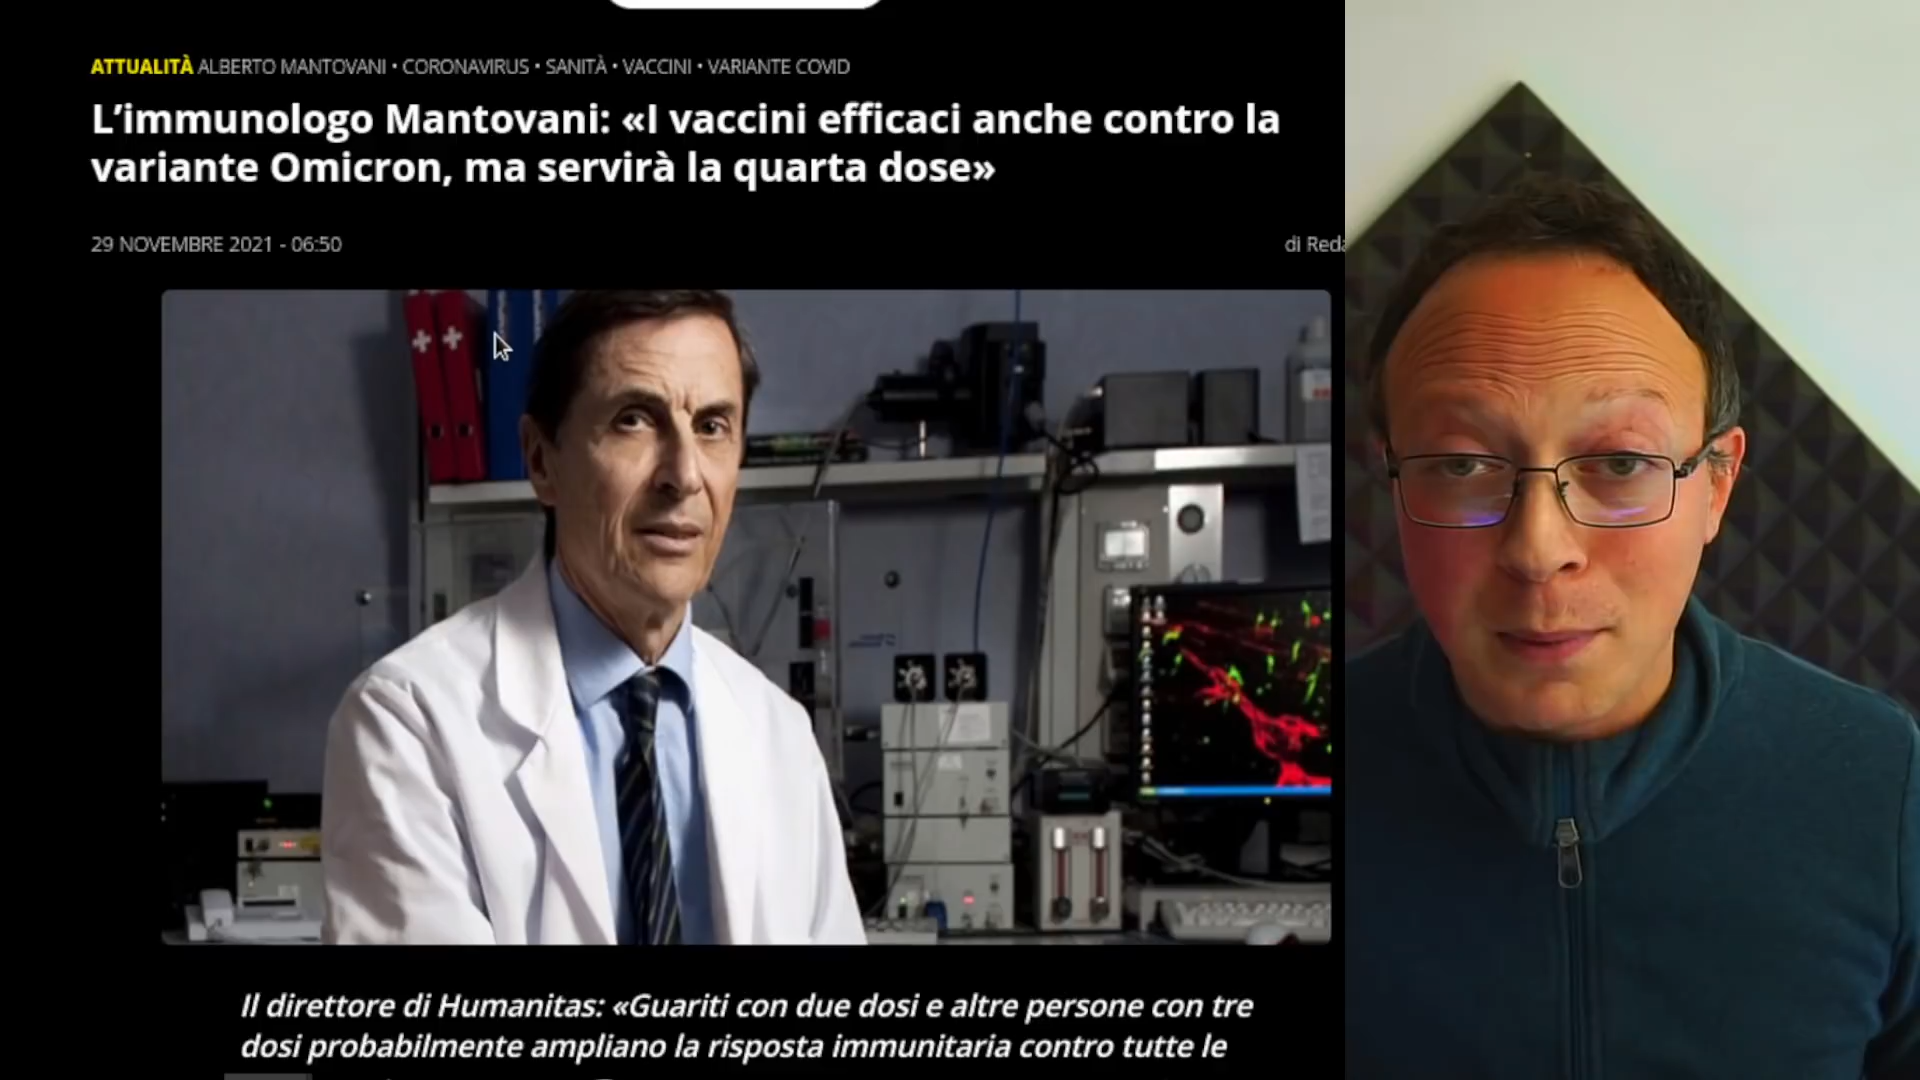 ATTUALITÀ ALBERTO MANTOVANI • CORONAVIRUS • SANITÀ • VACCINI • VARIANTE COVID
L’immunologo Mantovani: «I vaccini efficaci anche contro la
variante Omicron, ma servirà la quarta dose»
29 NOVEMBRE 2021 - 06:50
di
Il direttore di Humanitas: «Guariti con due dosi e altre persone con tre
dosi probabilmente ampliano la risposta immunitaria contro tutte le